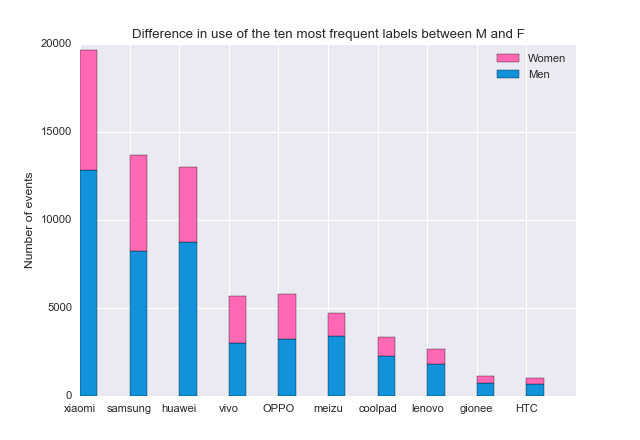 Difference in use of the ten most frequent labels between M and F
20000
15000
10000
5000
0
Number of events
Women
Men
xiaomi samsung huawei vivo OPPO meizu coolpad lenovo gionee HTC